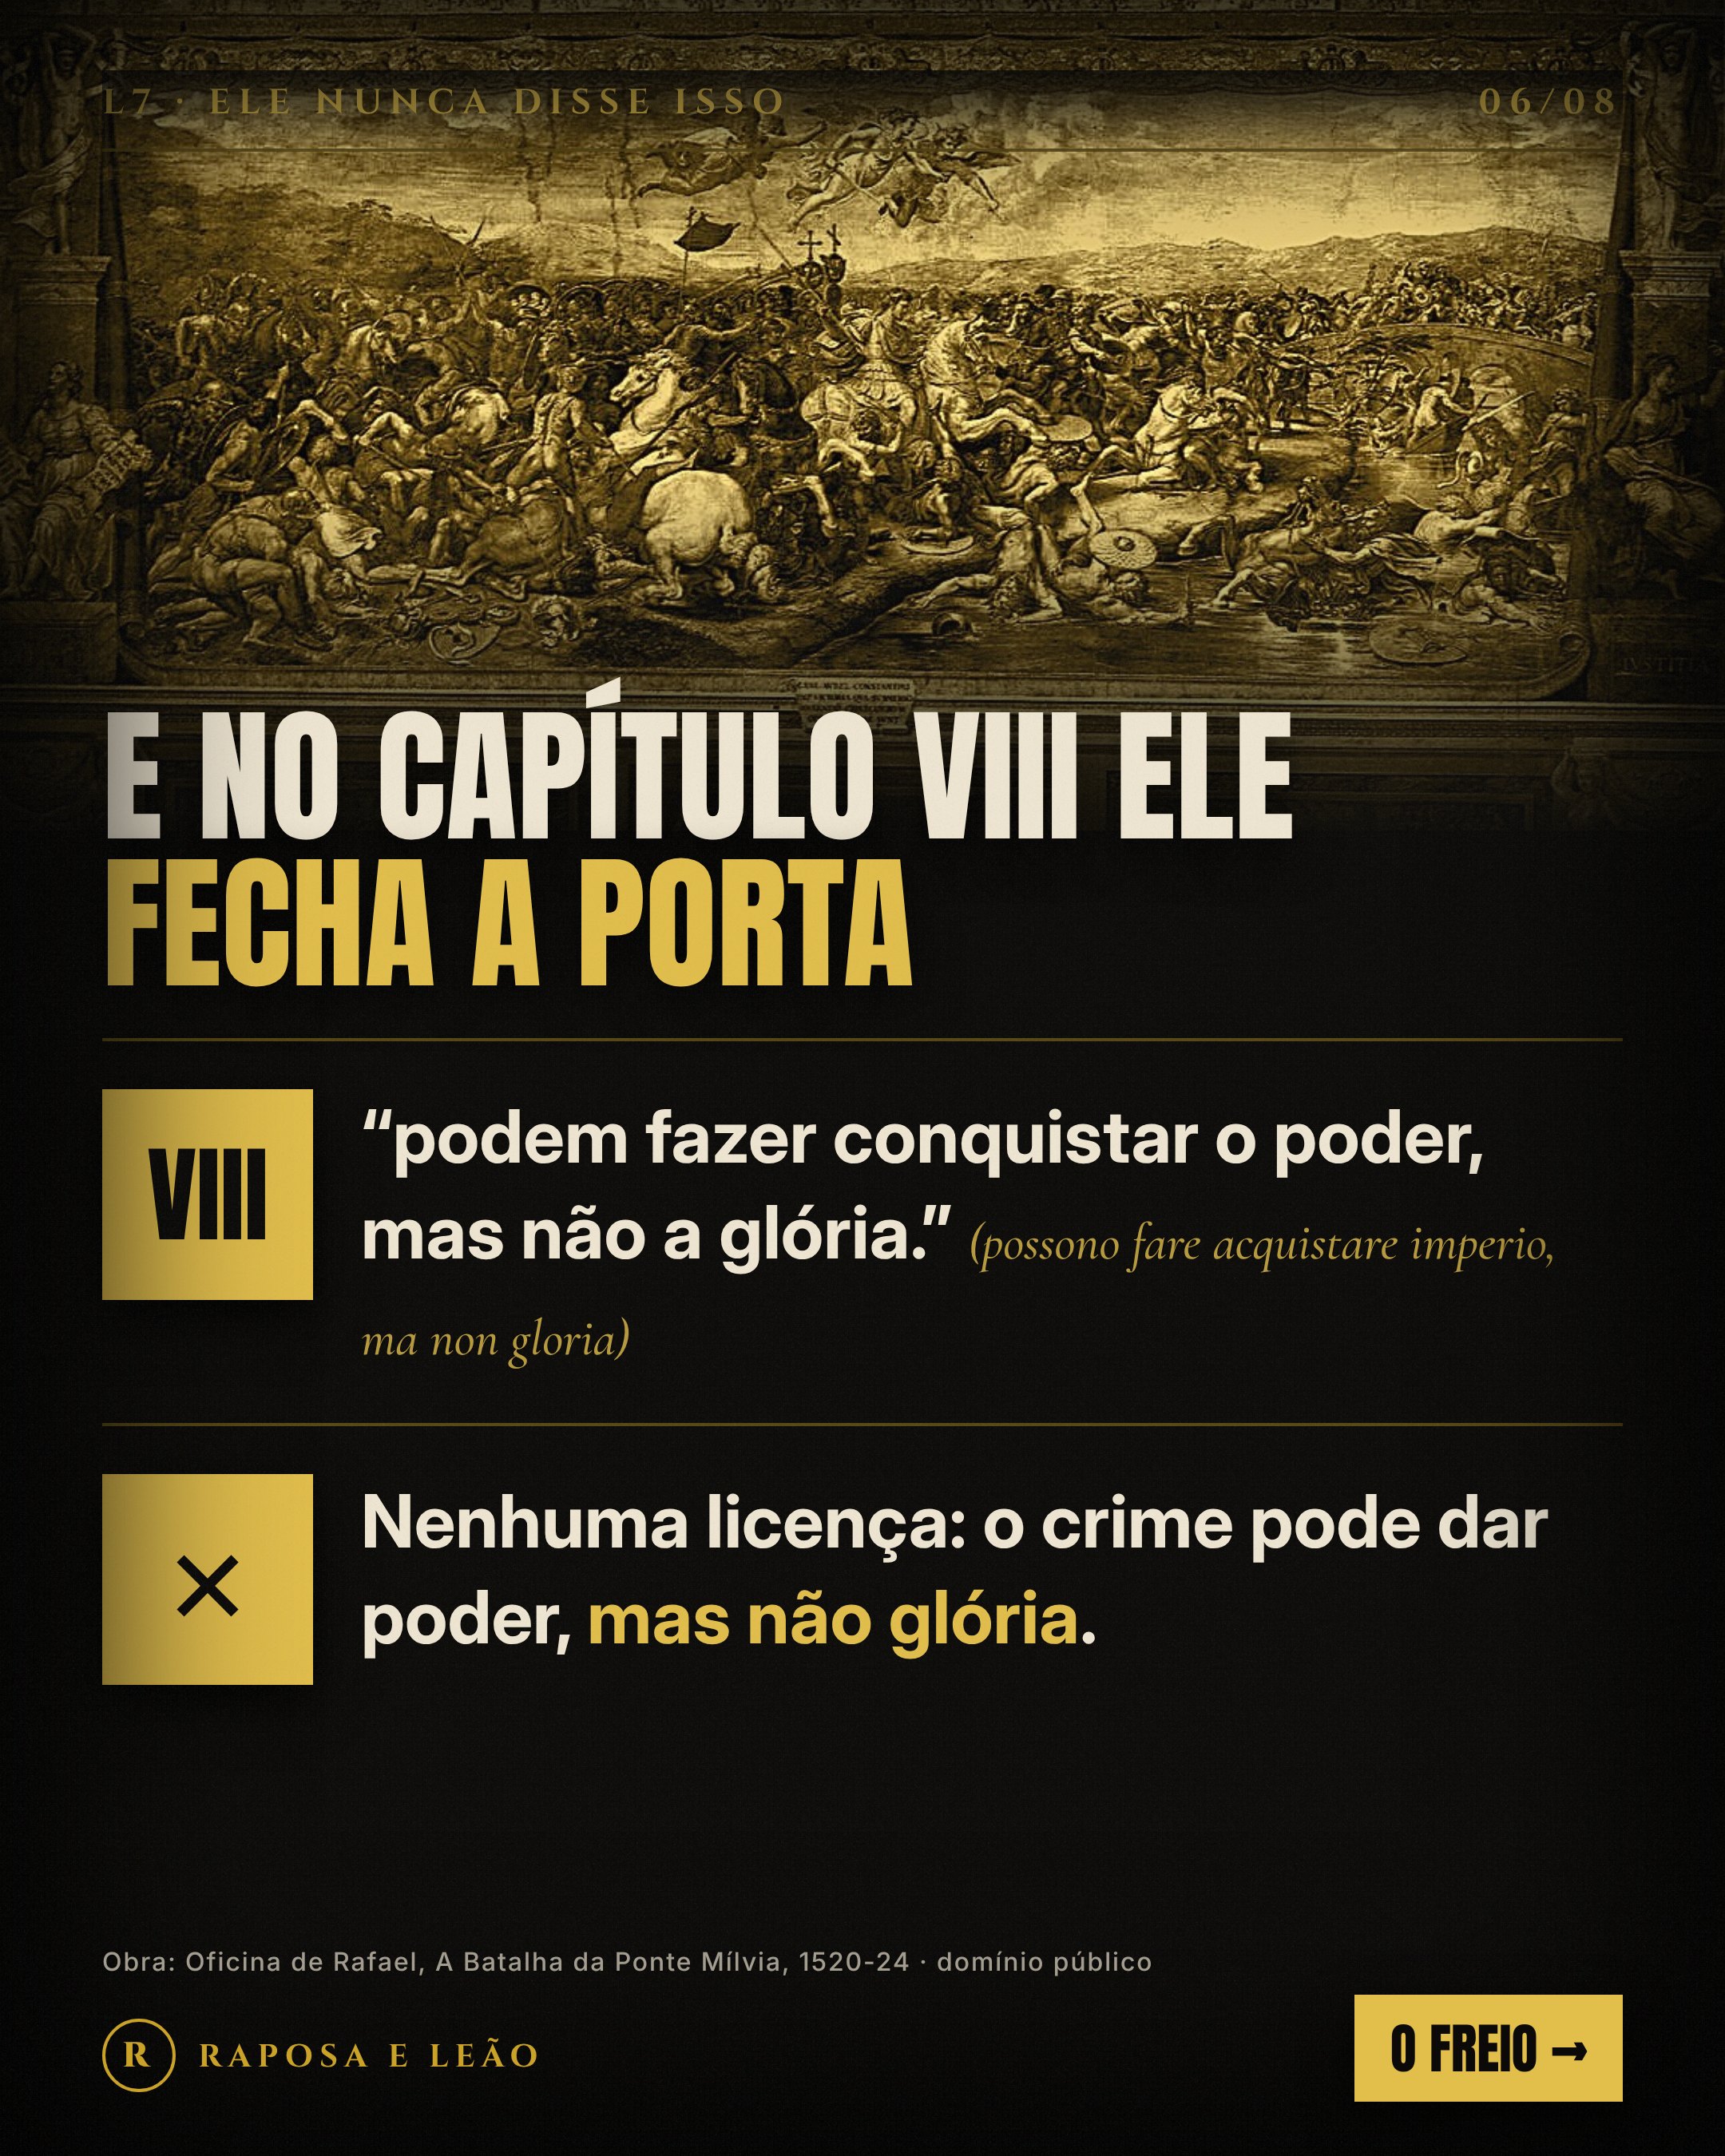 L7 · ELE NUNCA DISSE ISSO
06/08
IVSTITIA
E NO CAPÍTULO VIII ELE
FECHA A PORTA
VIII
“podem fazer conquistar o poder,
mas não a glória.” (possono fare acquistare imperio,
ma non gloria)
×
Nenhuma licença: o crime pode dar
poder, mas não glória.
Obra: Oficina de Rafael, A Batalha da Ponte Mílvia, 1520-24 · domínio público
R RAPOSA E LEÃO
O FREIO →